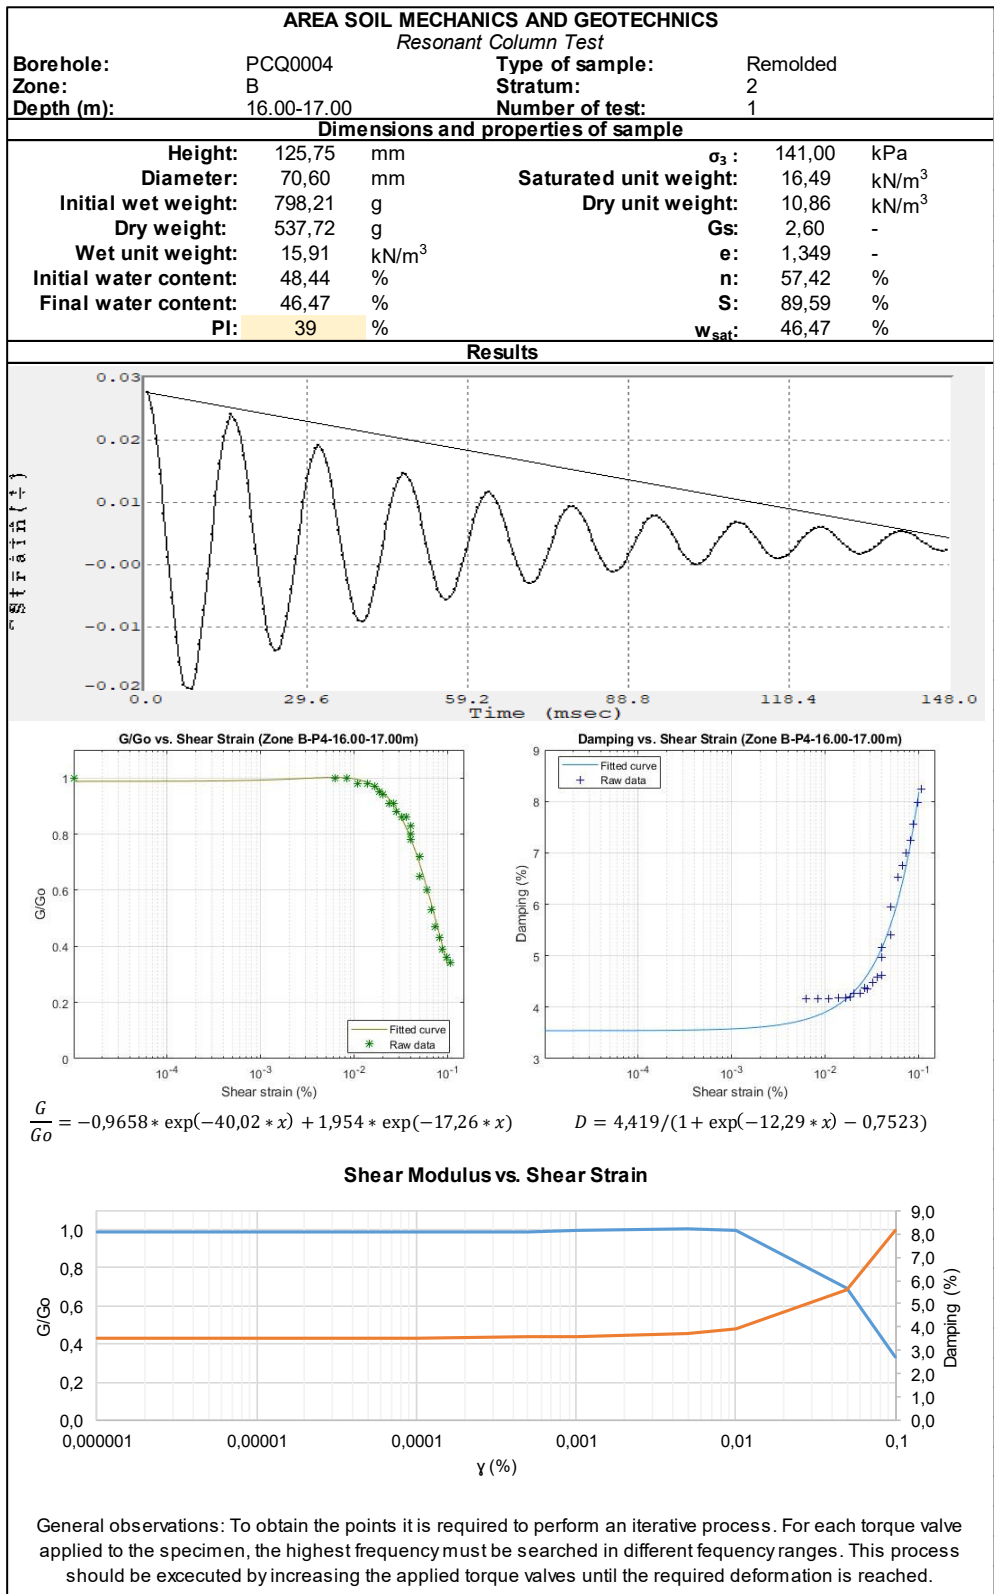 AREA SOIL MECHANICS AND GEOTECHNICS
Resonant Column Test
Borehole: PCQ0004 Type of sample: Remolded
Zone: B Stratum: 2
Depth (m): 16.00-17.00 Number of test: 1
Dimensions and properties of sample
Height: 125,75 mm σ3 : 141,00 kPa
Diameter: 70,60 mm Saturated unit weight: 16,49 kN/m³
Initial wet weight: 798,21 g Dry unit weight: 10,86 kN/m³
Dry weight: 537,72 g Gs: 2,60 -
Wet unit weight: 15,91 kN/m³ e: 1,349 -
Initial water content: 48,44 % n: 57,42 %
Final water content: 46,47 % S: 89,59 %
PI: 39 % wsat: 46,47 %
Results
0.03
0.02
0.01
-0.00
-0.01
-0.02
Strain
0.0 29.6 59.2 88.8 118.4 148.0
Time (msec)
G/Go vs. Shear Strain (Zone B-P4-16.00-17.00m)
1
0.8
0.6
0.4
0.2
0
G/Go
Fitted curve
Raw data
10⁻⁴ 10⁻³ 10⁻² 10⁻¹
Shear strain (%)
Damping vs. Shear Strain (Zone B-P4-16.00-17.00m)
Fitted curve
Raw data
9
8
7
6
5
4
3
Damping (%)
10⁻⁴ 10⁻³ 10⁻² 10⁻¹
Shear strain (%)
G/Go = −0,9658 ∗ exp(−40,02 ∗ x) + 1,954 ∗ exp(−17,26 ∗ x) D = 4,419/(1 + exp(−12,29 ∗ x) − 0,7523)
Shear Modulus vs. Shear Strain
1,0
0,8
0,6
0,4
0,2
0,0
G/Go
9,0
8,0
7,0
6,0
5,0
4,0
3,0
2,0
1,0
0,0
Damping (%)
0,000001 0,00001 0,0001 0,001 0,01 0,1
ɣ (%)
General observations: To obtain the points it is required to perform an iterative process. For each torque valve
applied to the specimen, the highest frequency must be searched in different fequency ranges. This process
should be excecuted by increasing the applied torque valves until the required deformation is reached.